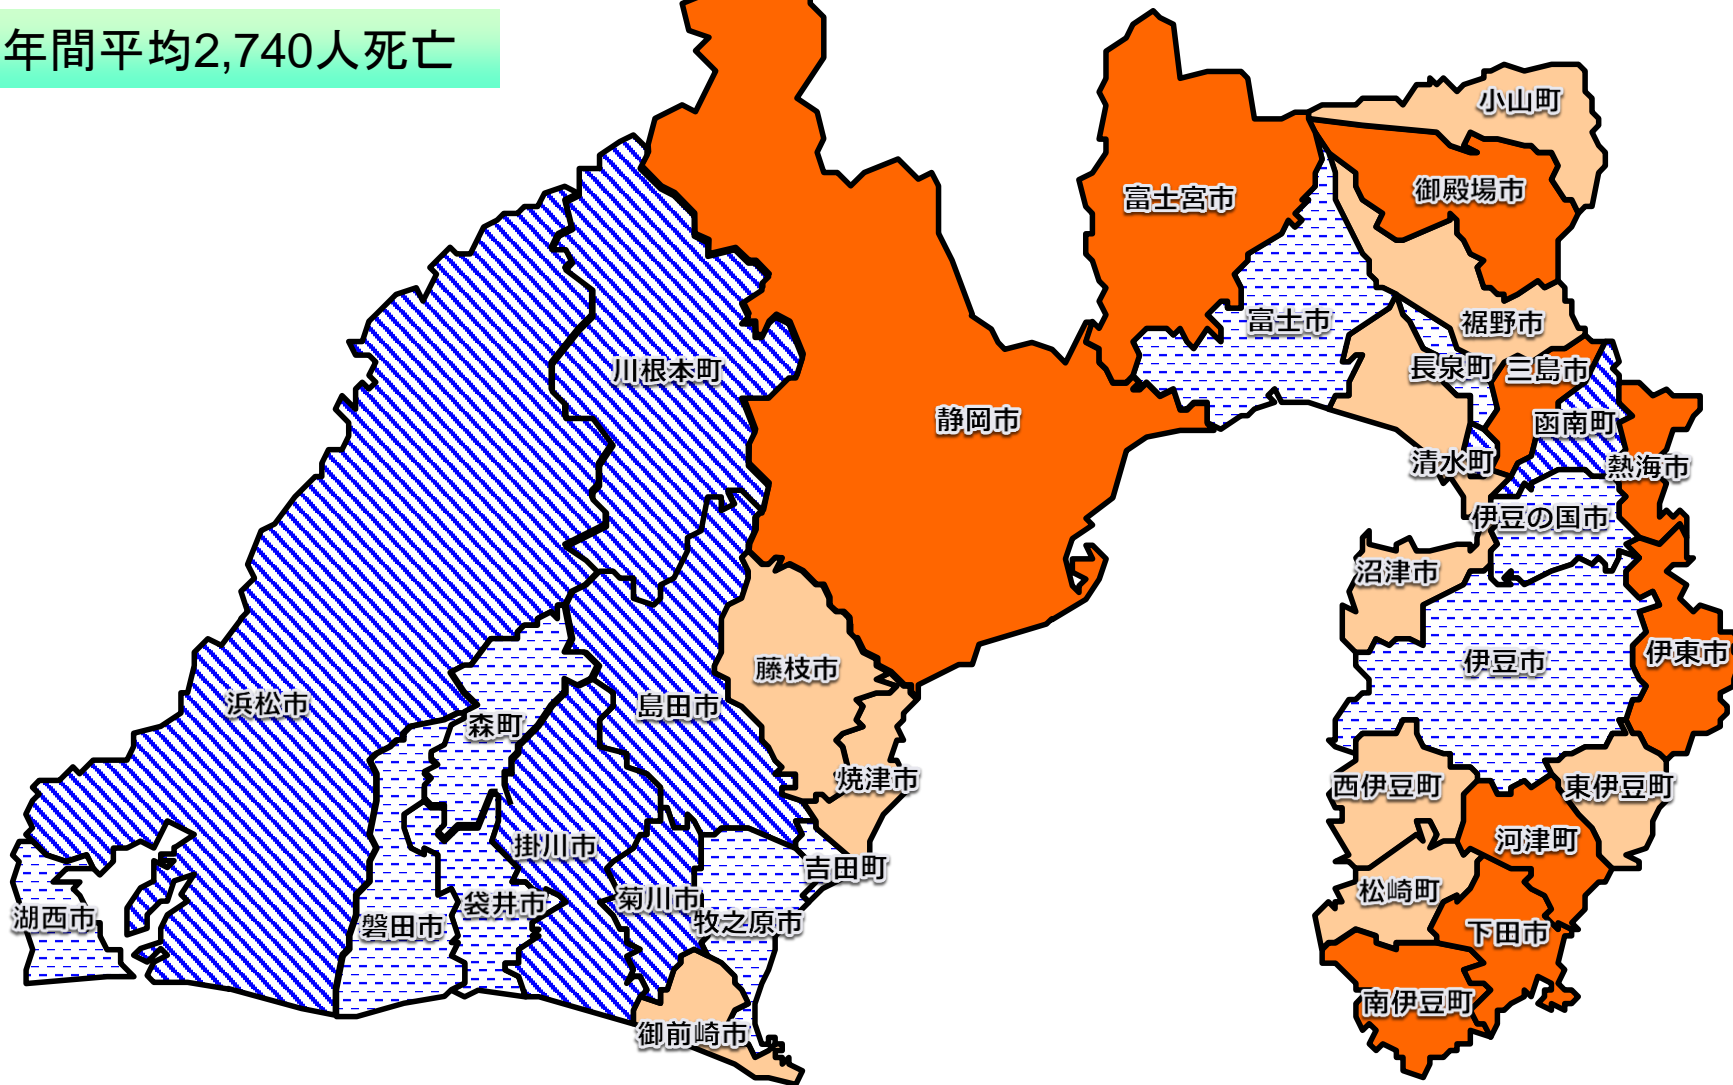 年間平均2,740人死亡
小山町
御殿場市
富士宮市
富士市
裾野市
長泉町
三島市
川根本町
静岡市
函南町
清水町
熱海市
伊豆の国市
沼津市
伊東市
伊豆市
藤枝市
島田市
浜松市
森町
焼津市
西伊豆町
東伊豆町
河津町
掛川市
吉田町
松崎町
菊川市
袋井市
湖西市
磐田市
牧之原市
下田市
南伊豆町
御前崎市